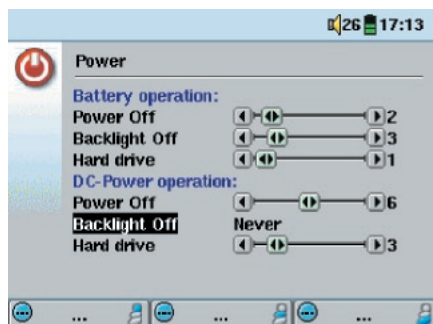 26 17:13
Power
Battery operation:
Power Off 2
Backlight Off 3
Hard drive 1
DC-Power operation:
Power Off 6
Backlight Off Never
Hard drive 3
... ... ...